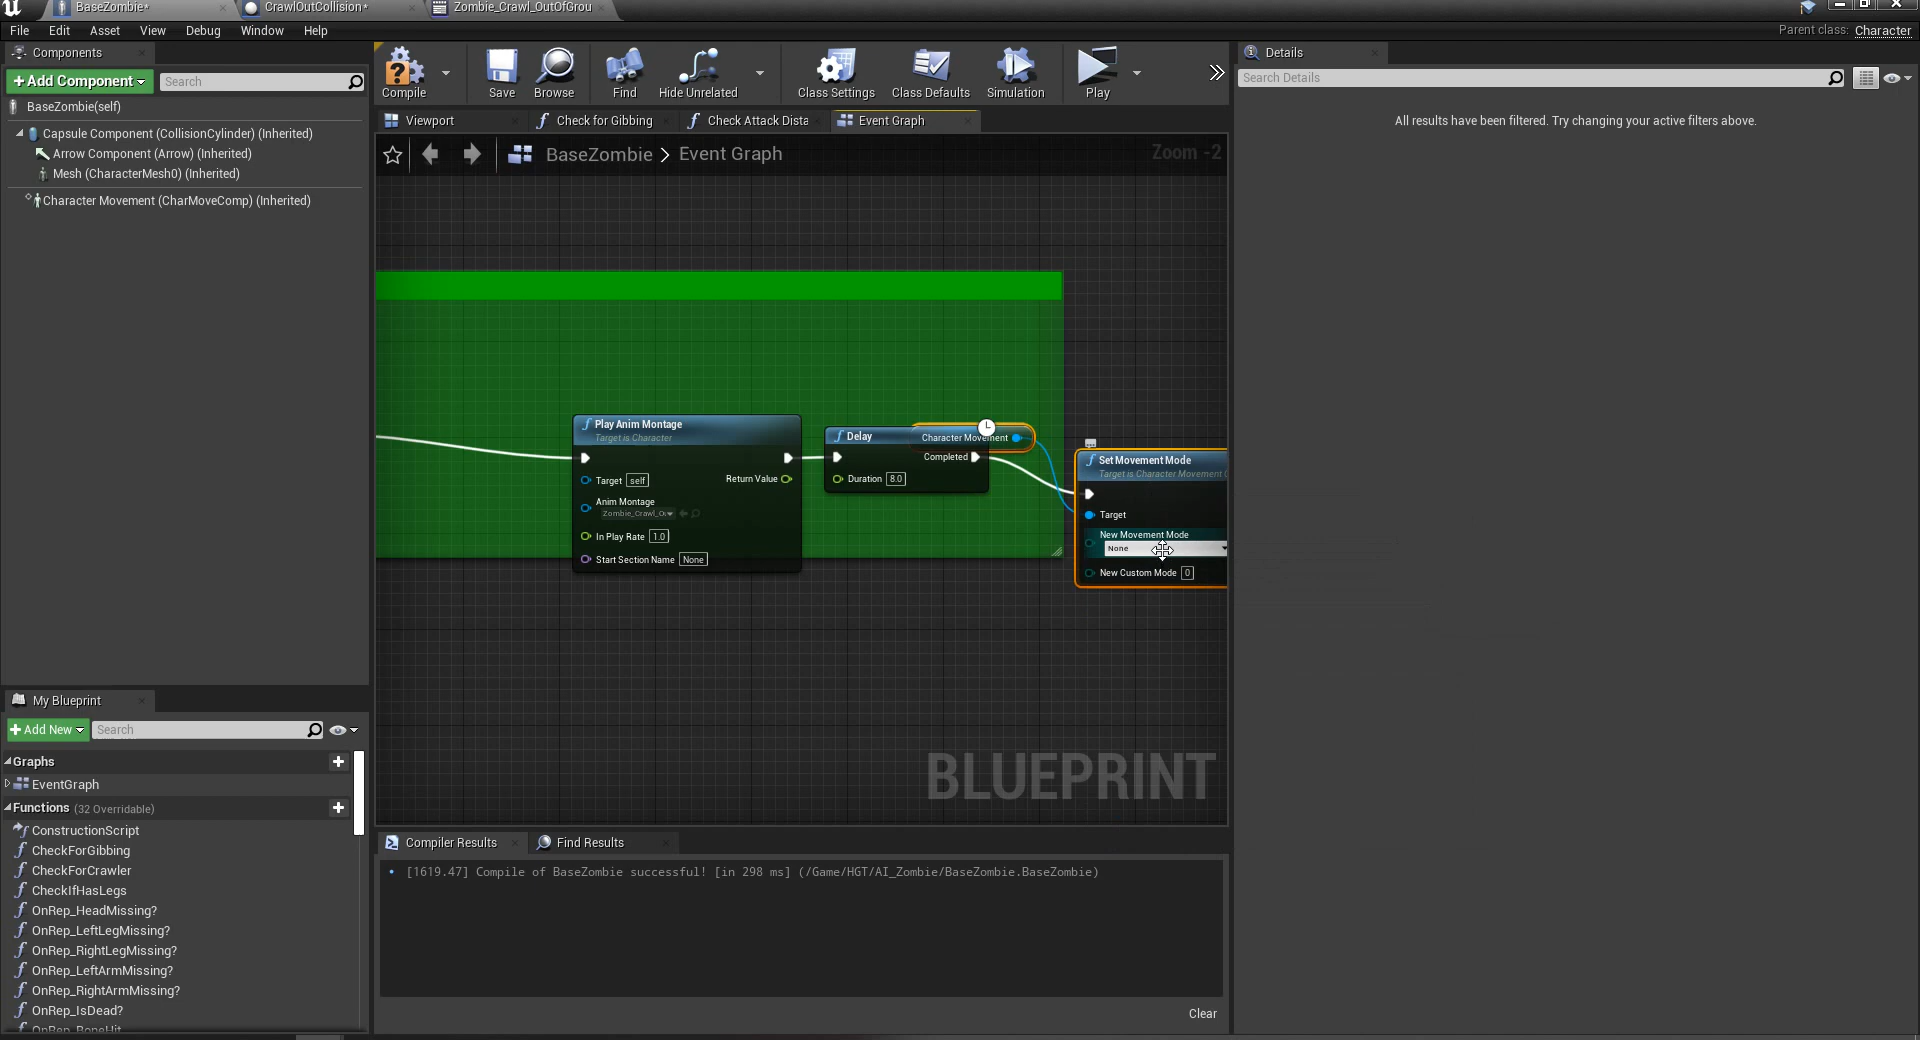 BaseZombie*
CrawlOutCollision*
Zombie_Crawl_OutOfGrou
File Edit Asset View Debug Window Help
Parent class: Character
Components
+ Add Component
Search
BaseZombie(self)
Capsule Component (CollisionCylinder) (Inherited)
Arrow Component (Arrow) (Inherited)
Mesh (CharacterMesh0) (Inherited)
Character Movement (CharMoveComp) (Inherited)
Compile Save Browse Find Hide Unrelated Class Settings Class Defaults Simulation Play
Viewport
Check for Gibbing
Check Attack Dista
Event Graph
BaseZombie > Event Graph
Zoom -2
Play Anim Montage
Target is Character
Target self
Return Value
Anim Montage
Zombie_Crawl_Ou
In Play Rate 1.0
Start Section Name None
Delay
Completed
Duration 8.0
Character Movement
Set Movement Mode
Target is Character Movement C
Target
New Movement Mode
None
New Custom Mode 0
BLUEPRINT
Compiler Results
Find Results
[1619.47] Compile of BaseZombie successful! [in 298 ms] (/Game/HGT/AI_Zombie/BaseZombie.BaseZombie)
Clear
Details
Search Details
All results have been filtered. Try changing your active filters above.
My Blueprint
+ Add New
Search
Graphs
EventGraph
Functions (32 Overridable)
ConstructionScript
CheckForGibbing
CheckForCrawler
CheckIfHasLegs
OnRep_HeadMissing?
OnRep_LeftLegMissing?
OnRep_RightLegMissing?
OnRep_LeftArmMissing?
OnRep_RightArmMissing?
OnRep_IsDead?
OnRep_BoneHit